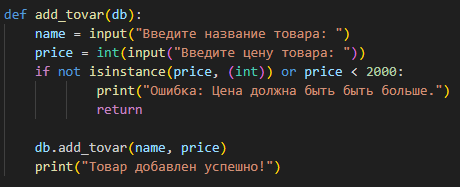 def add_tovar(db):
    name = input("Введите название товара: ")
    price = int(input("Введите цену товара: "))
    if not isinstance(price, (int)) or price < 2000:
            print("Ошибка: Цена должна быть быть больше.")
            return

    db.add_tovar(name, price)
    print("Товар добавлен успешно!")